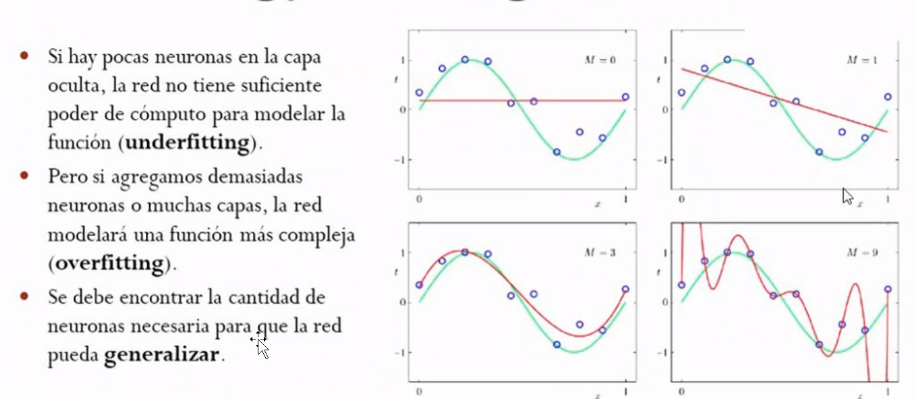 • Si hay pocas neuronas en la capa
oculta, la red no tiene suficiente
poder de cómputo para modelar la
función (underfitting).
• Pero si agregamos demasiadas
neuronas o muchas capas, la red
modelará una función más compleja
(overfitting).
• Se debe encontrar la cantidad de
neuronas necesaria para que la red
pueda generalizar.
M = 0
1
t
0
−1
0
x
1
M = 1
1
t
0
−1
0
x
1
M = 3
1
t
0
−1
0
x
1
M = 9
1
t
0
−1
0
x
1